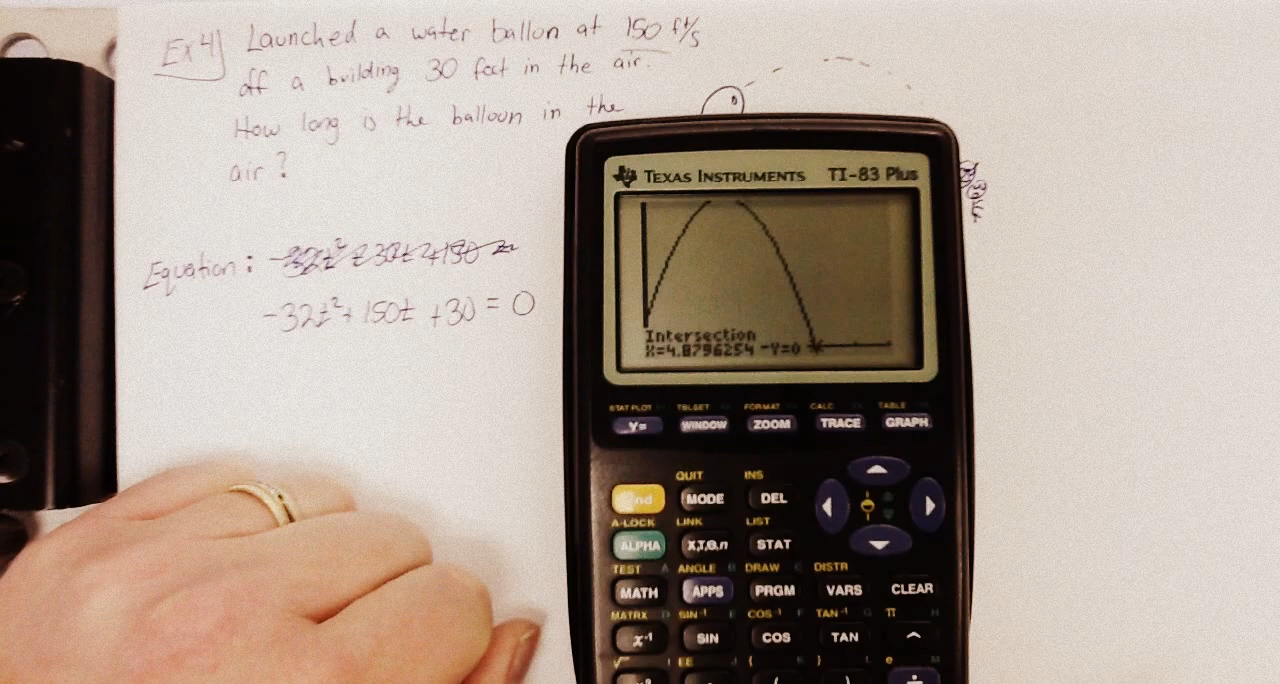 Ex 4) Launched a water ballon at 150 ft/s
off a building 30 feet in the air.
How long is the balloon in the
air?
Equation:
-32t²+150t +30 = 0
TEXAS INSTRUMENTS TI-83 Plus
Intersection
X=4.8796254 Y=0
STAT PLOT TBLSET FORMAT CALC TABLE
Y= WINDOW ZOOM TRACE GRAPH
QUIT INS
2nd MODE DEL
A-LOCK LINK LIST
ALPHA X,T,θ,n STAT
TEST A ANGLE B DRAW C DISTR
MATH APPS PRGM VARS CLEAR
MATRX D SIN⁻¹ E COS⁻¹ F TAN⁻¹ G π H
x⁻¹ SIN COS TAN ^
EE J { K } L e M
( ) ÷